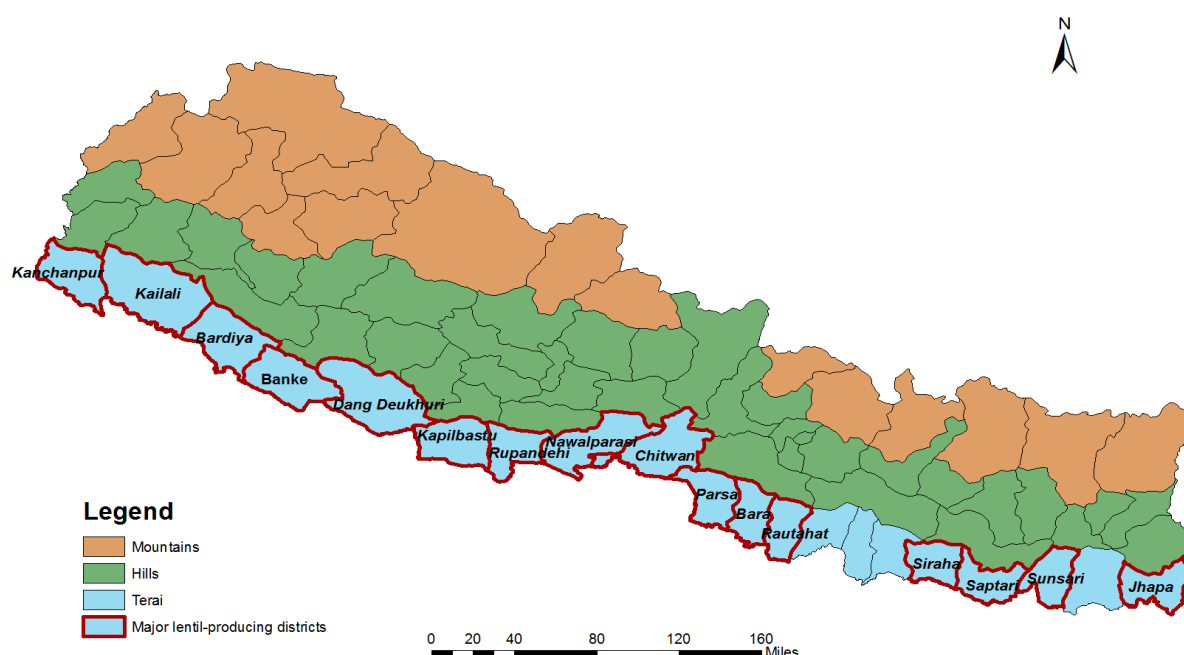 N
Kanchanpur
Kailali
Bardiya
Banke
Dang Deukhuri
Kapilbastu
Rupandehi
Nawalparasi
Chitwan
Parsa
Bara
Rautahat
Siraha
Saptari
Sunsari
Jhapa
Legend
Mountains
Hills
Terai
Major lentil-producing districts
0 20 40 80 120 160
Miles